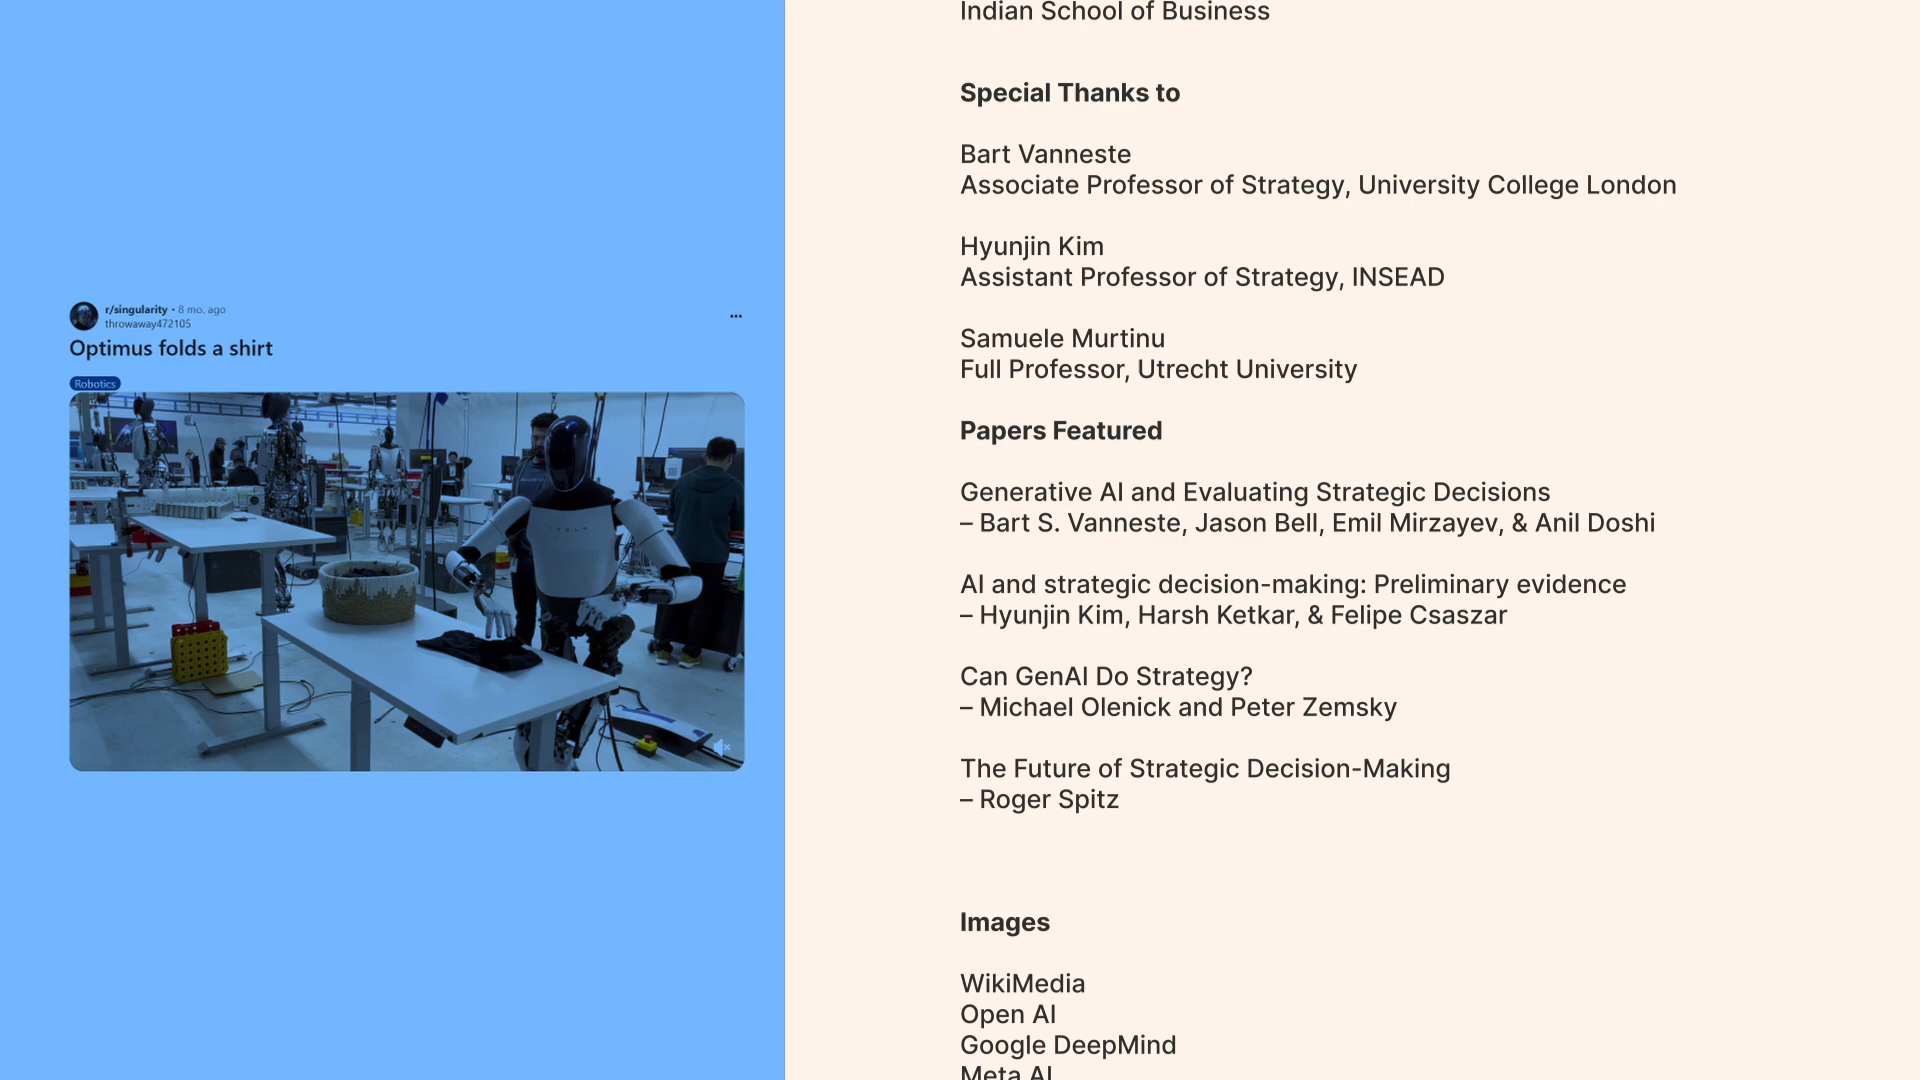 r/singularity • 8 mo. ago
throwaway472105
Optimus folds a shirt
Robotics
TESLA
Indian School of Business
Special Thanks to
Bart Vanneste
Associate Professor of Strategy, University College London
Hyunjin Kim
Assistant Professor of Strategy, INSEAD
Samuele Murtinu
Full Professor, Utrecht University
Papers Featured
Generative AI and Evaluating Strategic Decisions
– Bart S. Vanneste, Jason Bell, Emil Mirzayev, & Anil Doshi
AI and strategic decision-making: Preliminary evidence
– Hyunjin Kim, Harsh Ketkar, & Felipe Csaszar
Can GenAI Do Strategy?
– Michael Olenick and Peter Zemsky
The Future of Strategic Decision-Making
– Roger Spitz
Images
WikiMedia
Open AI
Google DeepMind
Meta AI